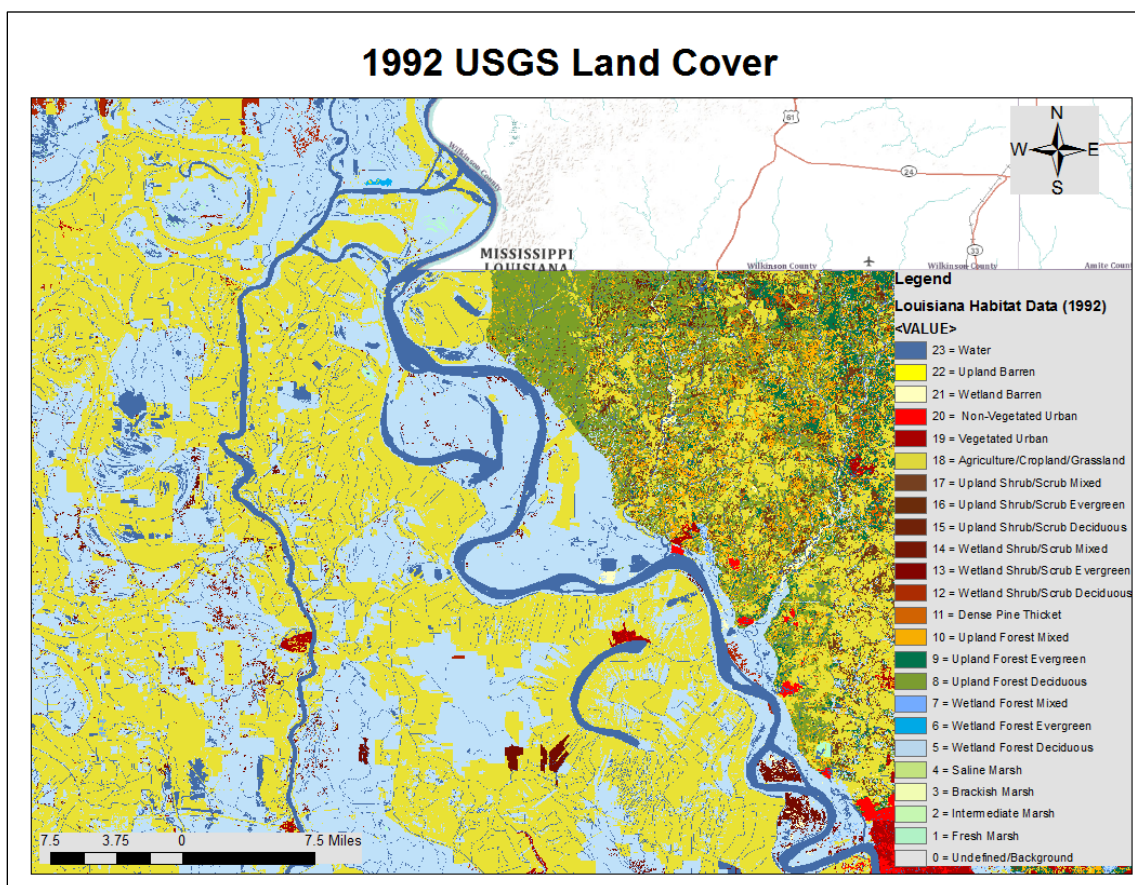 1992 USGS Land Cover
61
N
Wilkinson County
W
E
24
S
33
MISSISSIPPI
LOUISIANA
Wilkinson County
Wilkinson County
Amite County
Legend
Louisiana Habitat Data (1992)
<VALUE>
23 = Water
22 = Upland Barren
21 = Wetland Barren
20 = Non-Vegetated Urban
19 = Vegetated Urban
18 = Agriculture/Cropland/Grassland
17 = Upland Shrub/Scrub Mixed
16 = Upland Shrub/Scrub Evergreen
15 = Upland Shrub/Scrub Deciduous
14 = Wetland Shrub/Scrub Mixed
13 = Wetland Shrub/Scrub Evergreen
12 = Wetland Shrub/Scrub Deciduous
11 = Dense Pine Thicket
10 = Upland Forest Mixed
9 = Upland Forest Evergreen
8 = Upland Forest Deciduous
7 = Wetland Forest Mixed
6 = Wetland Forest Evergreen
5 = Wetland Forest Deciduous
4 = Saline Marsh
3 = Brackish Marsh
2 = Intermediate Marsh
1 = Fresh Marsh
0 = Undefined/Background
7.5 3.75 0 7.5 Miles